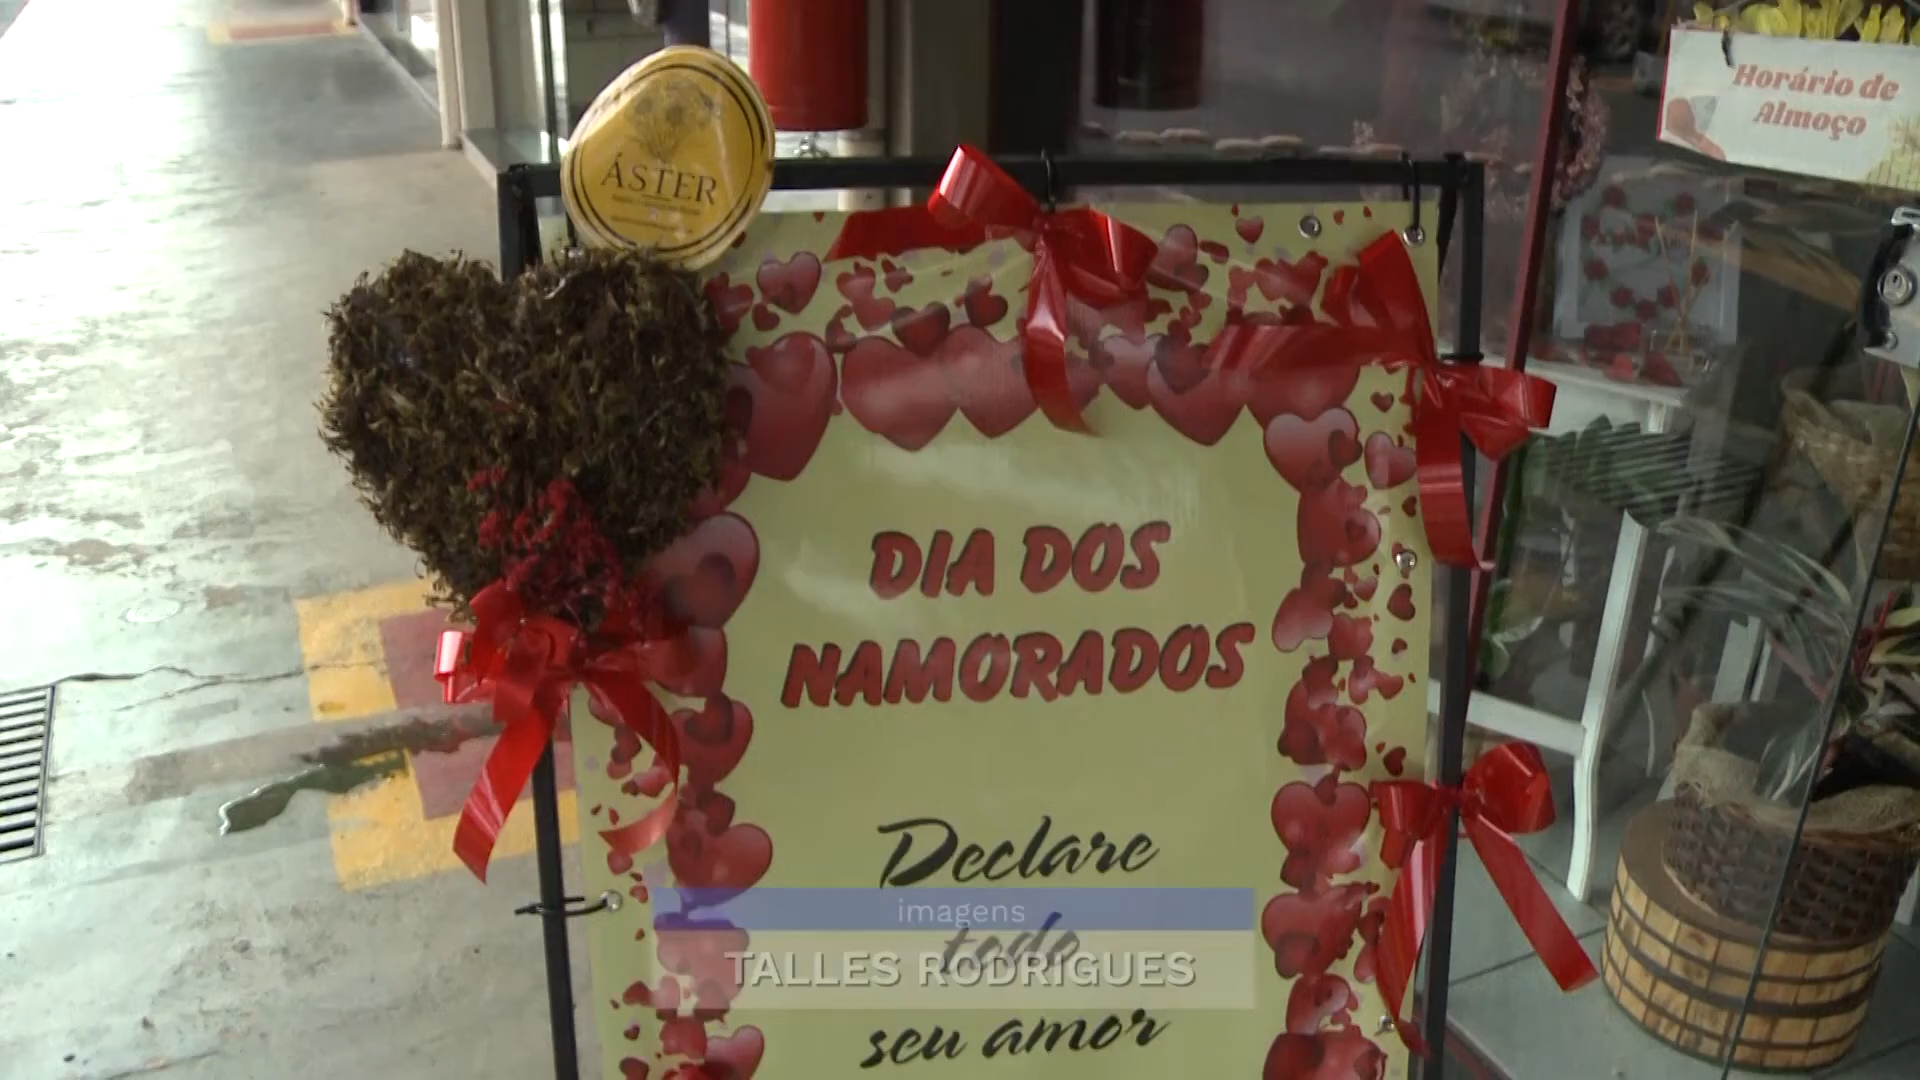 ÁSTER
Horário de
Almoço
DIA DOS
NAMORADOS
Declare
todo
seu amor
imagens
TALLES RODRIGUES